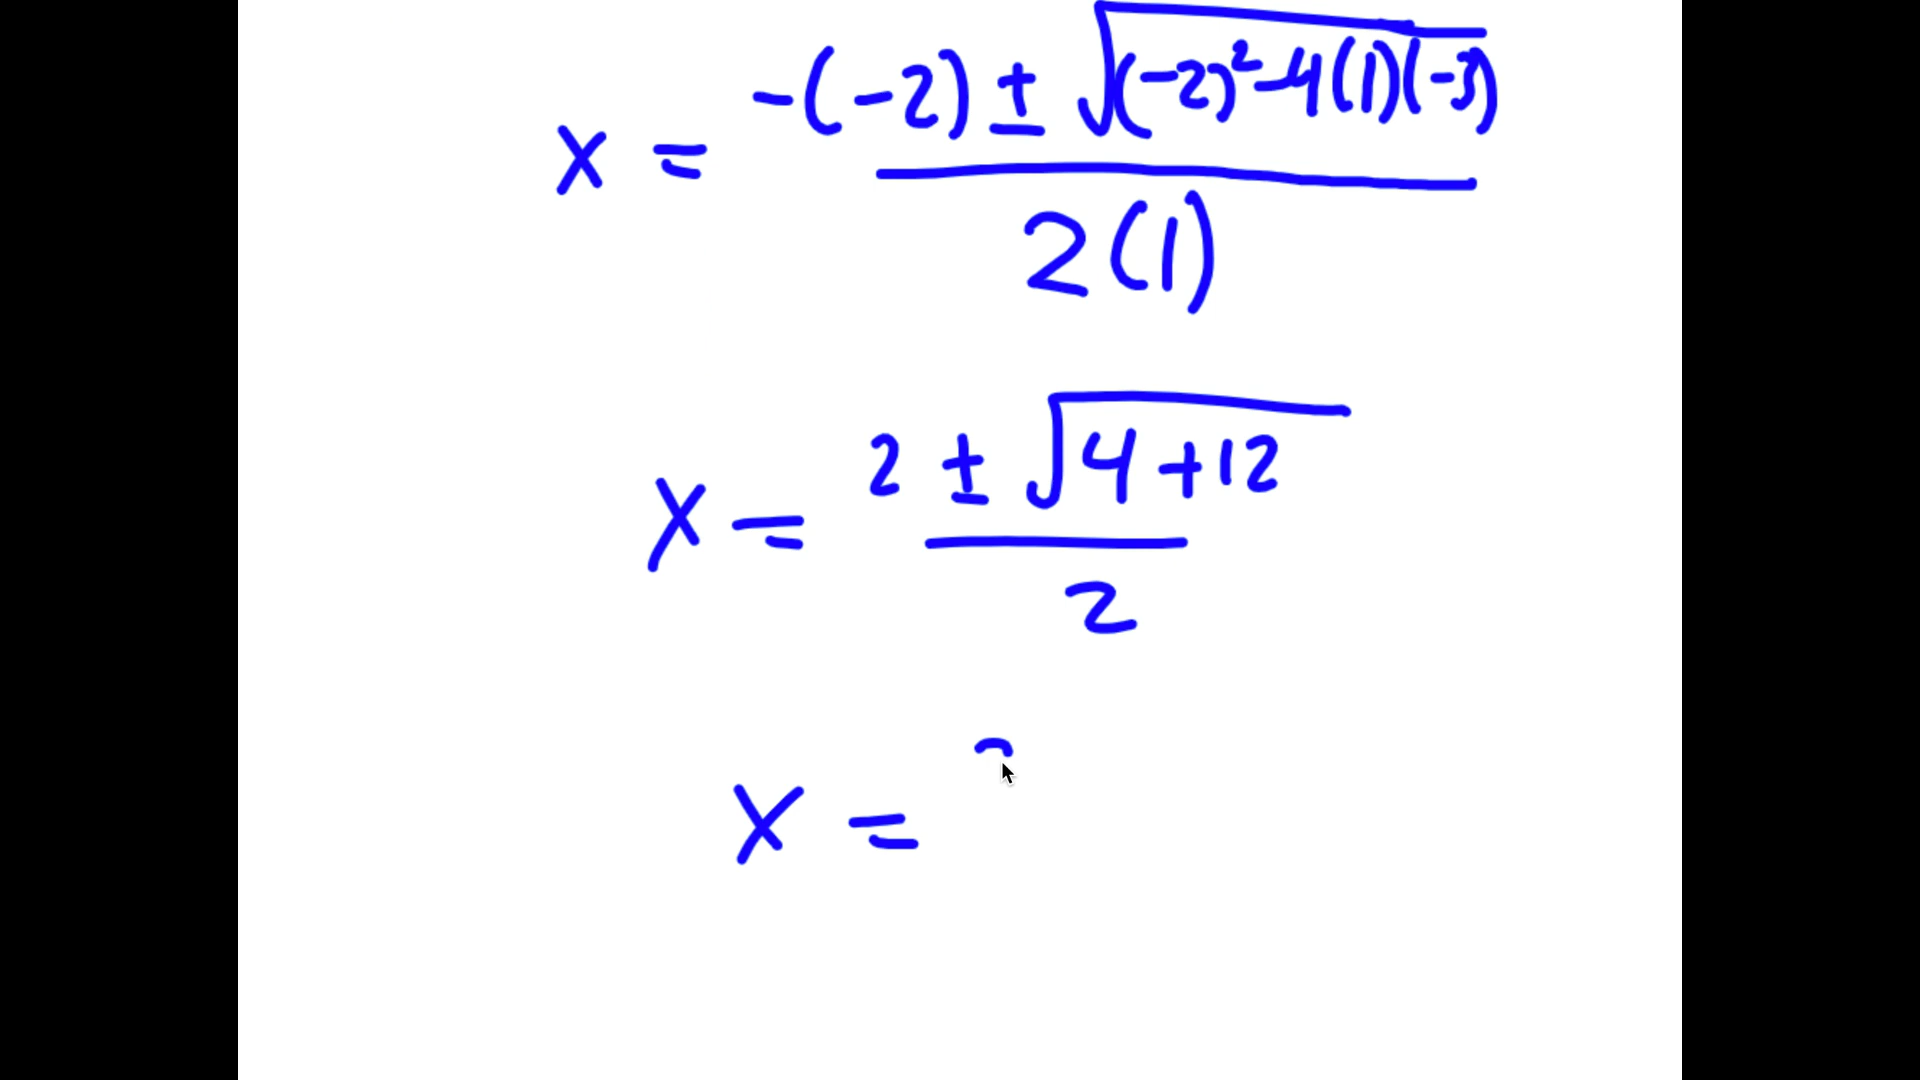 x = -(-2) ± √(-2)²-4(1)(-3)
2(1)
x = 2 ± √4+12
2
x =